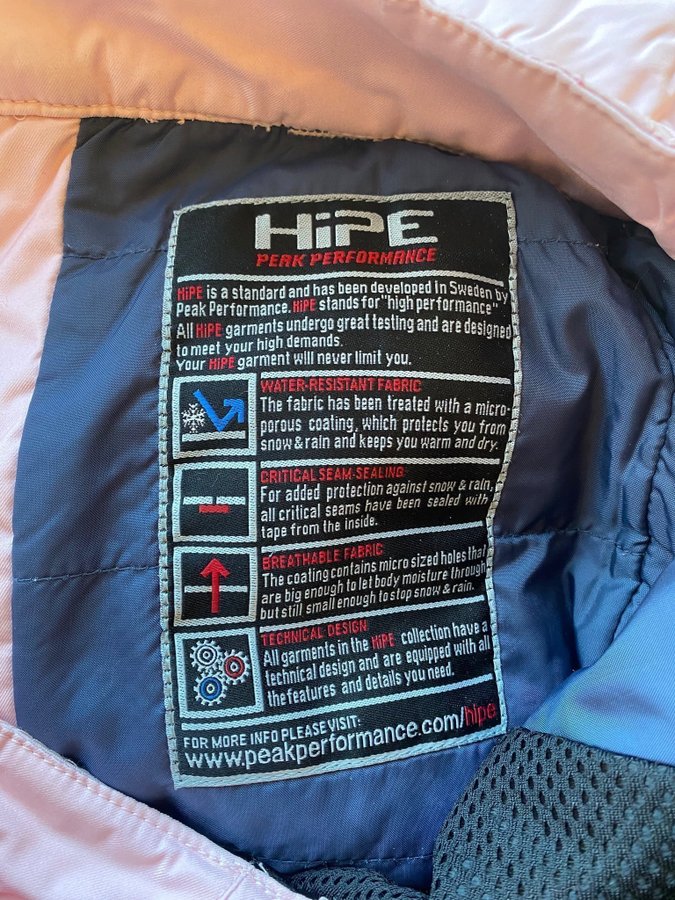 HiPE
PEAK PERFORMANCE
HiPE is a standard and has been developed in Sweden by
Peak Performance. HiPE stands for "high performance"
All HiPE garments undergo great testing and are designed
to meet your high demands.
Your HiPE garment will never limit you.
WATER-RESISTANT FABRIC
The fabric has been treated with a micro-
porous coating, which protects you from
snow & rain and keeps you warm and dry.
CRITICAL SEAM-SEALING
For added protection against snow & rain,
all critical seams have been sealed with
tape from the inside.
BREATHABLE FABRIC
The coating contains micro sized holes that
are big enough to let body moisture through
but still small enough to stop snow & rain.
TECHNICAL DESIGN
All garments in the HiPE collection have a
technical design and are equipped with all
the features and details you need.
FOR MORE INFO PLEASE VISIT:
www.peakperformance.com/hipe